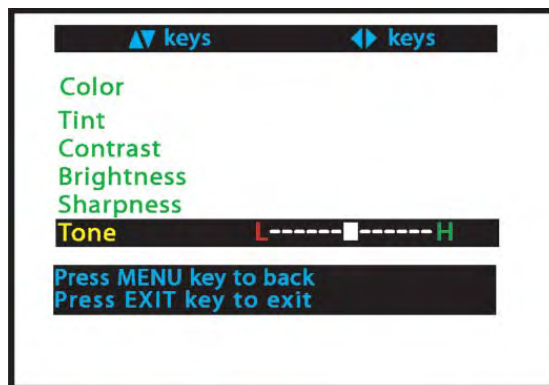 ▲▼ keys ◀▶ keys
Color
Tint
Contrast
Brightness
Sharpness
Tone L------■------H
Press MENU key to back
Press EXIT key to exit